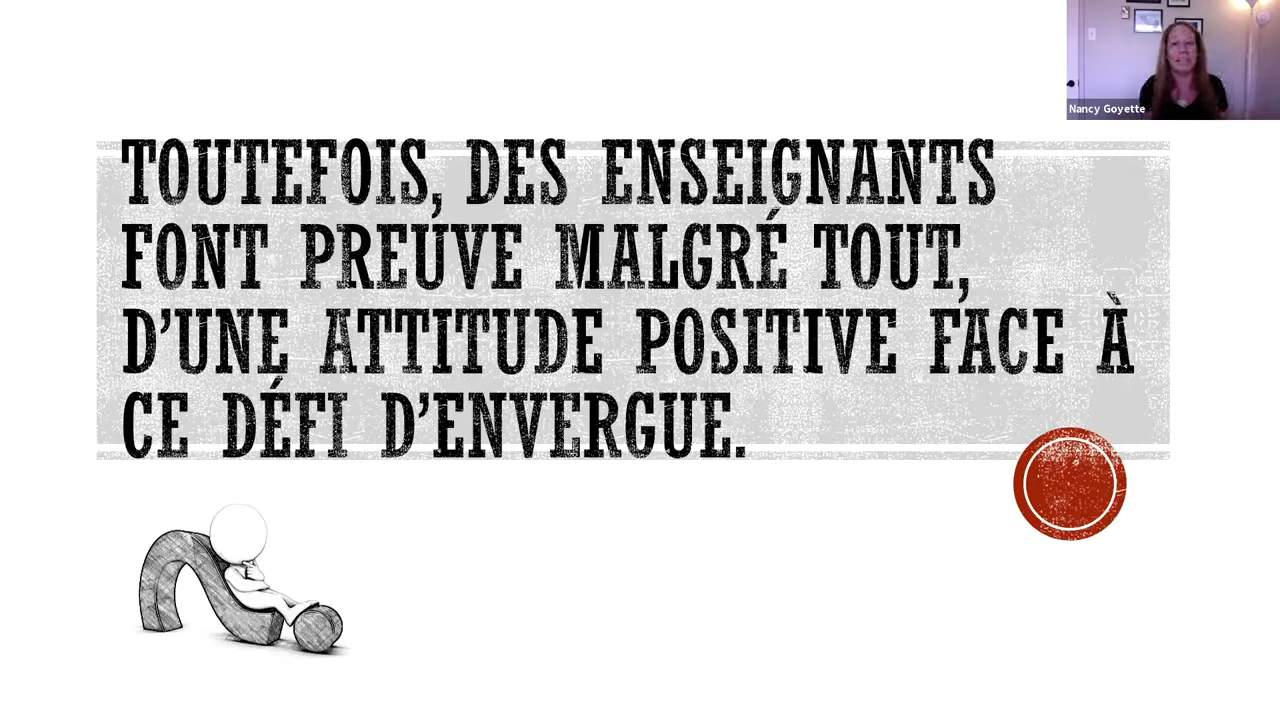 Nancy Goyette
TOUTEFOIS, DES ENSEIGNANTS
FONT PREUVE MALGRÉ TOUT,
D’UNE ATTITUDE POSITIVE FACE À
CE DÉFI D’ENVERGUE.